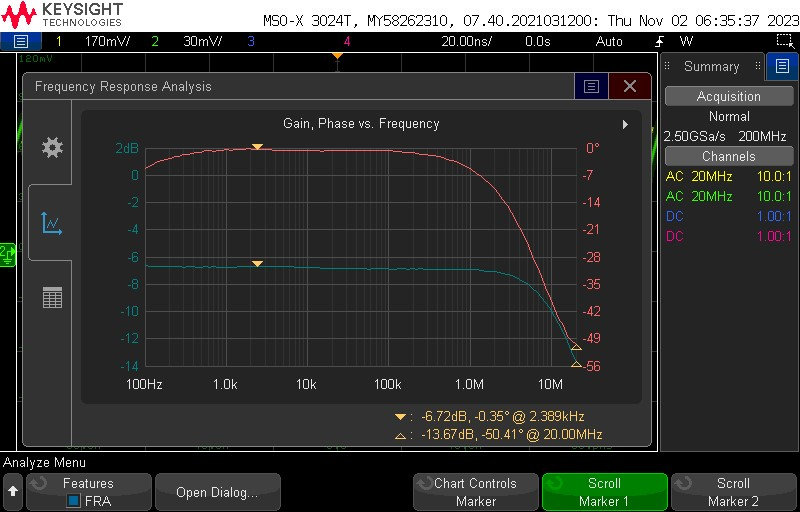 KEYSIGHT
TECHNOLOGIES
MSO-X 3024T, MY58262310, 07.40.2021031200: Thu Nov 02 06:35:37 2023
1 170mV/ 2 30mV/ 3 4 20.00ns/ 0.0s Auto W
120mV
Summary
Frequency Response Analysis
Acquisition
Normal
2.50GSa/s 200MHz
Channels
AC 20MHz 10.0:1
AC 20MHz 10.0:1
DC 1.00:1
DC 1.00:1
Gain, Phase vs. Frequency
2dB 0°
0 -7
-2 -14
-4 -21
-6 -28
-8 -35
-10 -42
-12 -49
-14 -56
100Hz 1.0k 10k 100k 1.0M 10M
: -6.72dB, -0.35° @ 2.389kHz
: -13.67dB, -50.41° @ 20.00MHz
2
Analyze Menu
Features
FRA
Open Dialog...
Chart Controls
Marker
Scroll
Marker 1
Scroll
Marker 2